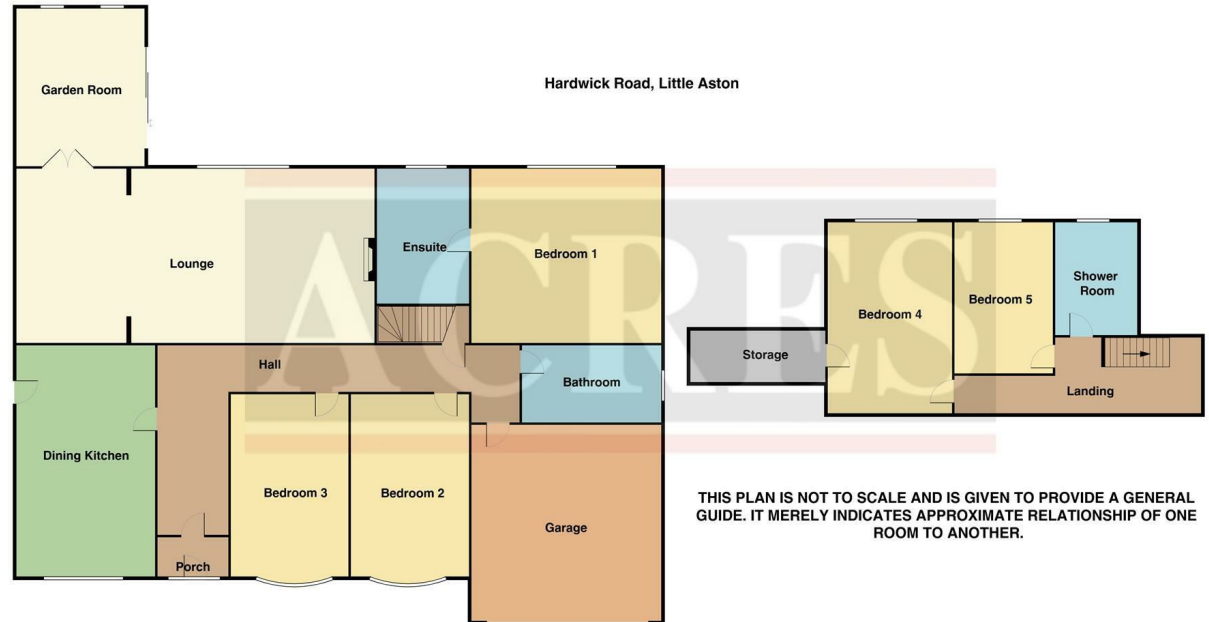 Hardwick Road, Little Aston
Garden Room
Lounge
Ensuite
Bedroom 1
Hall
Bathroom
Dining Kitchen
Bedroom 3
Bedroom 2
Garage
Porch
ACRES
Bedroom 4
Bedroom 5
Shower
Room
Storage
Landing
THIS PLAN IS NOT TO SCALE AND IS GIVEN TO PROVIDE A GENERAL
GUIDE. IT MERELY INDICATES APPROXIMATE RELATIONSHIP OF ONE
ROOM TO ANOTHER.